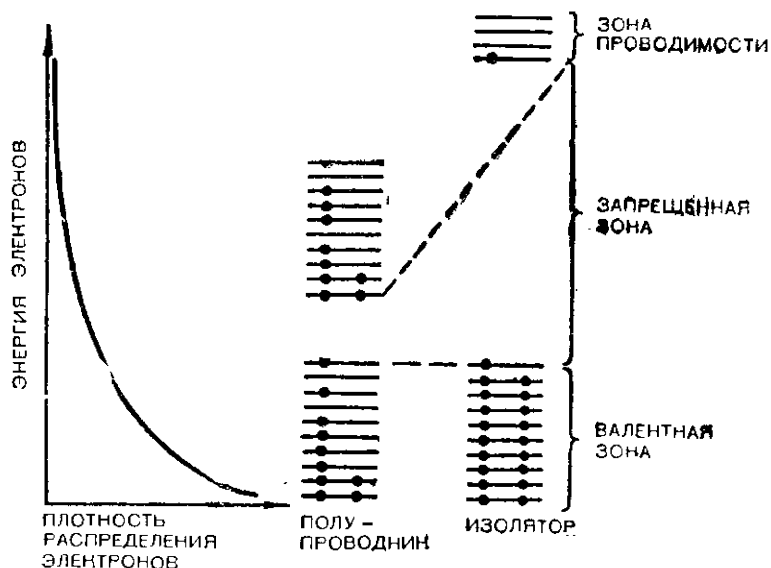 ЗОНА
ПРОВОДИМОСТИ
ЭНЕРГИЯ ЭЛЕКТРОНОВ
ЗАПРЕЩЕННАЯ
ЗОНА
ВАЛЕНТНАЯ
ЗОНА
ПЛОТНОСТЬ
РАСПРЕДЕЛЕНИЯ
ЭЛЕКТРОНОВ
ПОЛУ-
ПРОВОДНИК
ИЗОЛЯТОР